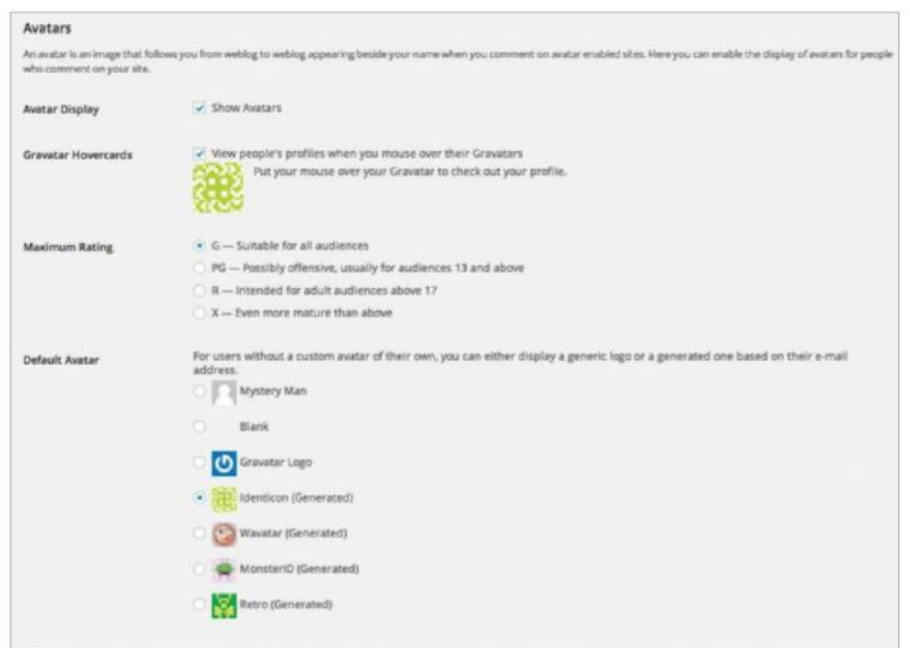 Avatars
An avatar is an image that follows you from weblog to weblog appearing beside your name when you comment on avatar enabled sites. Here you can enable the display of avatars for people
who comment on your site.
Avatar Display
Show Avatars
Gravatar Hovercards
View people's profiles when you mouse over their Gravatars
Put your mouse over your Gravatar to check out your profile.
Maximum Rating
G — Suitable for all audiences
PG — Possibly offensive, usually for audiences 13 and above
R — Intended for adult audiences above 17
X — Even more mature than above
Default Avatar
For users without a custom avatar of their own, you can either display a generic logo or a generated one based on their e-mail
address.
Mystery Man
Blank
Gravatar Logo
Identicon (Generated)
Wavatar (Generated)
MonsterID (Generated)
Retro (Generated)